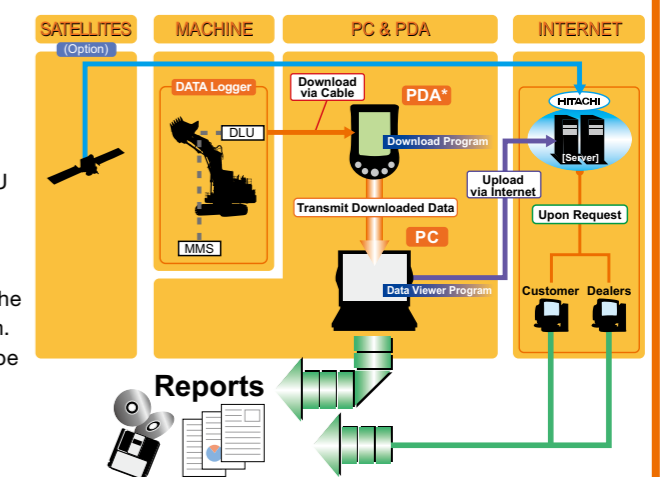 SATELLITES
(Option)
MACHINE
PC & PDA
INTERNET
DATA Logger
DLU
MMS
Download
via Cable
PDA*
Download Program
Transmit Downloaded Data
PC
Data Viewer Program
Upload
via Internet
HITACHI
[Server]
Upon Request
Customer Dealers
Reports
U
he
be